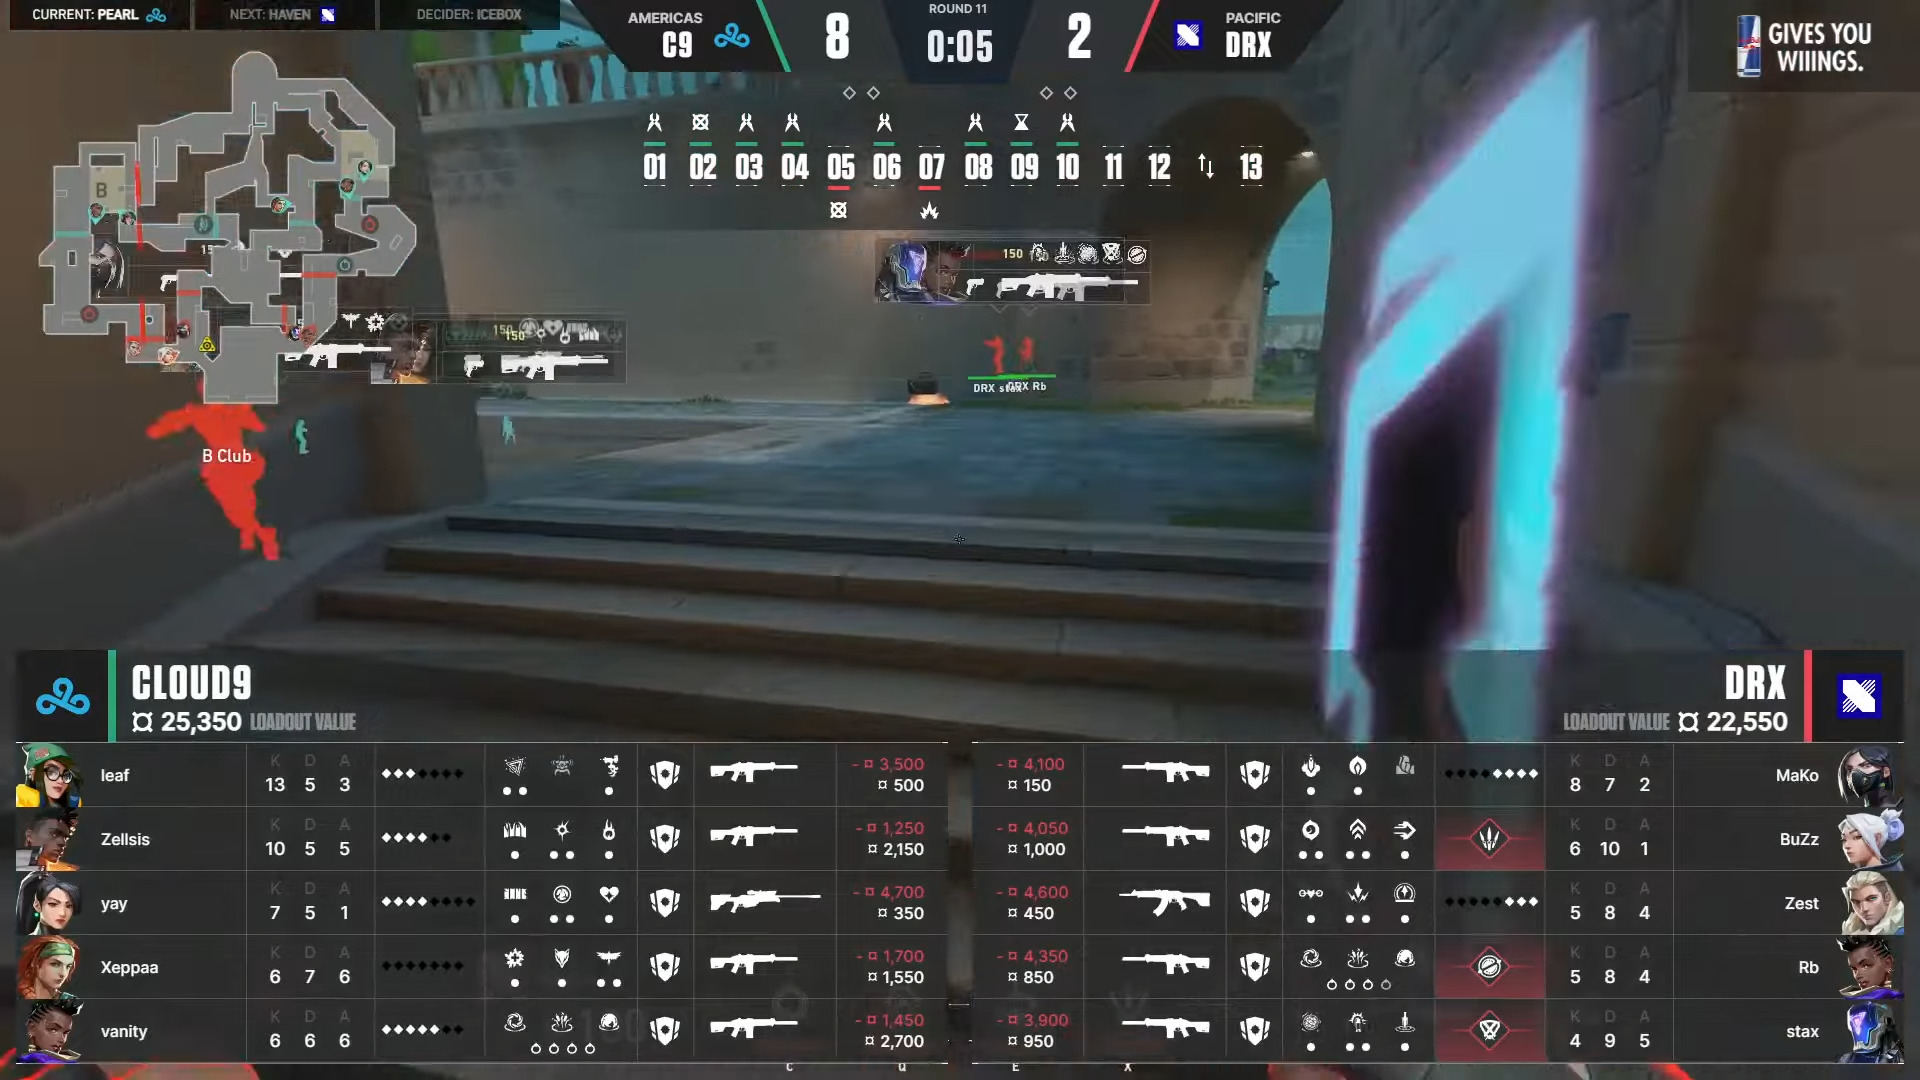 CURRENT: PEARL
NEXT: HAVEN
DECIDER: ICEBOX
AMERICAS
C9
8
ROUND 11
0:05
2
PACIFIC
DRX
Red Bull
GIVES YOU
WIIINGS.
01 02 03 04 05 06 07 08 09 10 11 12 13
B
150
150
150
DRX Rb
B Club
CLOUD9
25,350 LOADOUT VALUE
DRX
LOADOUT VALUE 22,550
leaf
K D A
13 5 3
- 3,500
500
- 4,100
150
K D A
8 7 2
MaKo
Zellsis
K D A
10 5 5
- 1,250
2,150
- 4,050
1,000
K D A
6 10 1
BuZz
yay
K D A
7 5 1
- 4,700
350
- 4,600
450
K D A
5 8 4
Zest
Xeppaa
K D A
6 7 6
- 1,700
1,550
- 4,350
850
K D A
5 8 4
Rb
vanity
K D A
6 6 6
- 1,450
2,700
- 3,900
950
K D A
4 9 5
stax
C Q E X